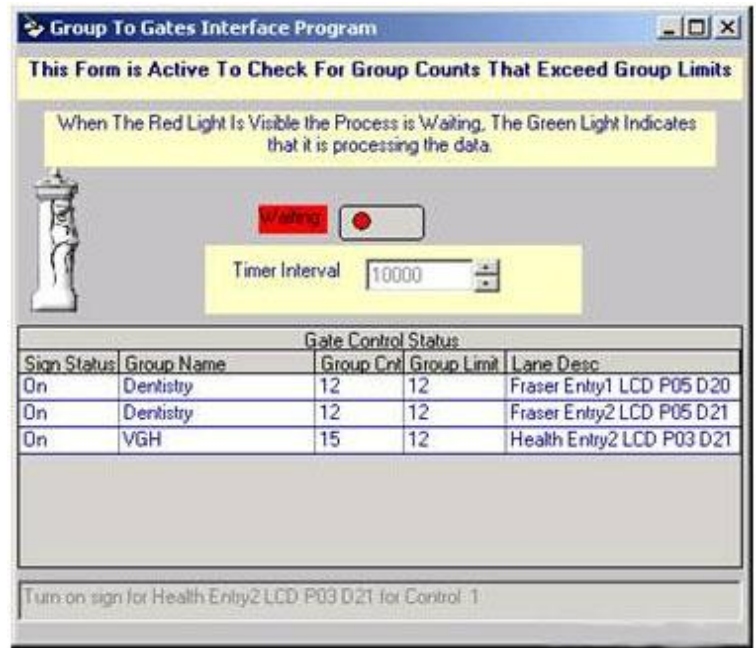 Group To Gates Interface Program
This Form is Active To Check For Group Counts That Exceed Group Limits
When The Red Light Is Visible the Process is Waiting, The Green Light Indicates
that it is processing the data.
Waiting
Timer Interval 10000
Gate Control Status
Sign Status Group Name Group Cnt Group Limit Lane Desc
On Dentistry 12 12 Fraser Entry1 LCD P05 D20
On Dentistry 12 12 Fraser Entry2 LCD P05 D21
On VGH 15 12 Health Entry2 LCD P03 D21
Turn on sign for Health Entry2 LCD P03 D21 for Control 1